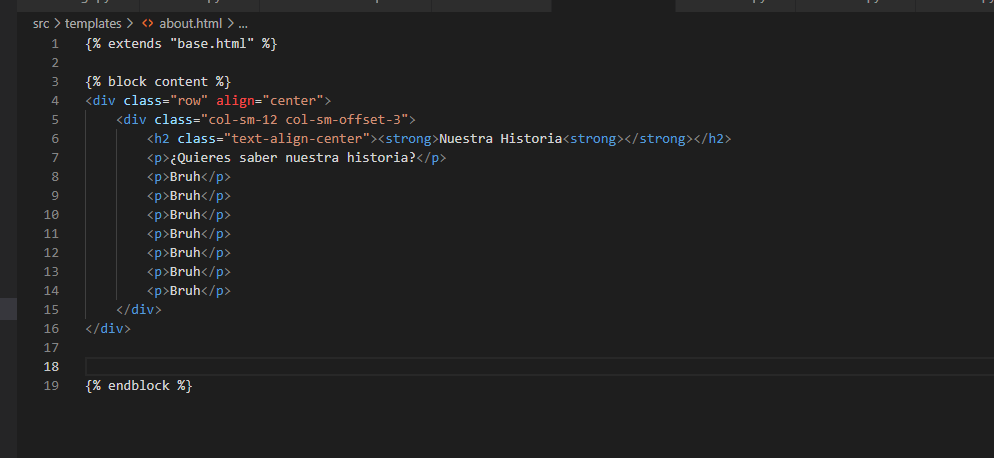 src > templates > <> about.html > ...
1 {% extends "base.html" %}
2
3 {% block content %}
4 <div class="row" align="center">
5 <div class="col-sm-12 col-sm-offset-3">
6 <h2 class="text-align-center"><strong>Nuestra Historia<strong></strong></h2>
7 <p>¿Quieres saber nuestra historia?</p>
8 <p>Bruh</p>
9 <p>Bruh</p>
10 <p>Bruh</p>
11 <p>Bruh</p>
12 <p>Bruh</p>
13 <p>Bruh</p>
14 <p>Bruh</p>
15 </div>
16 </div>
17
18
19 {% endblock %}